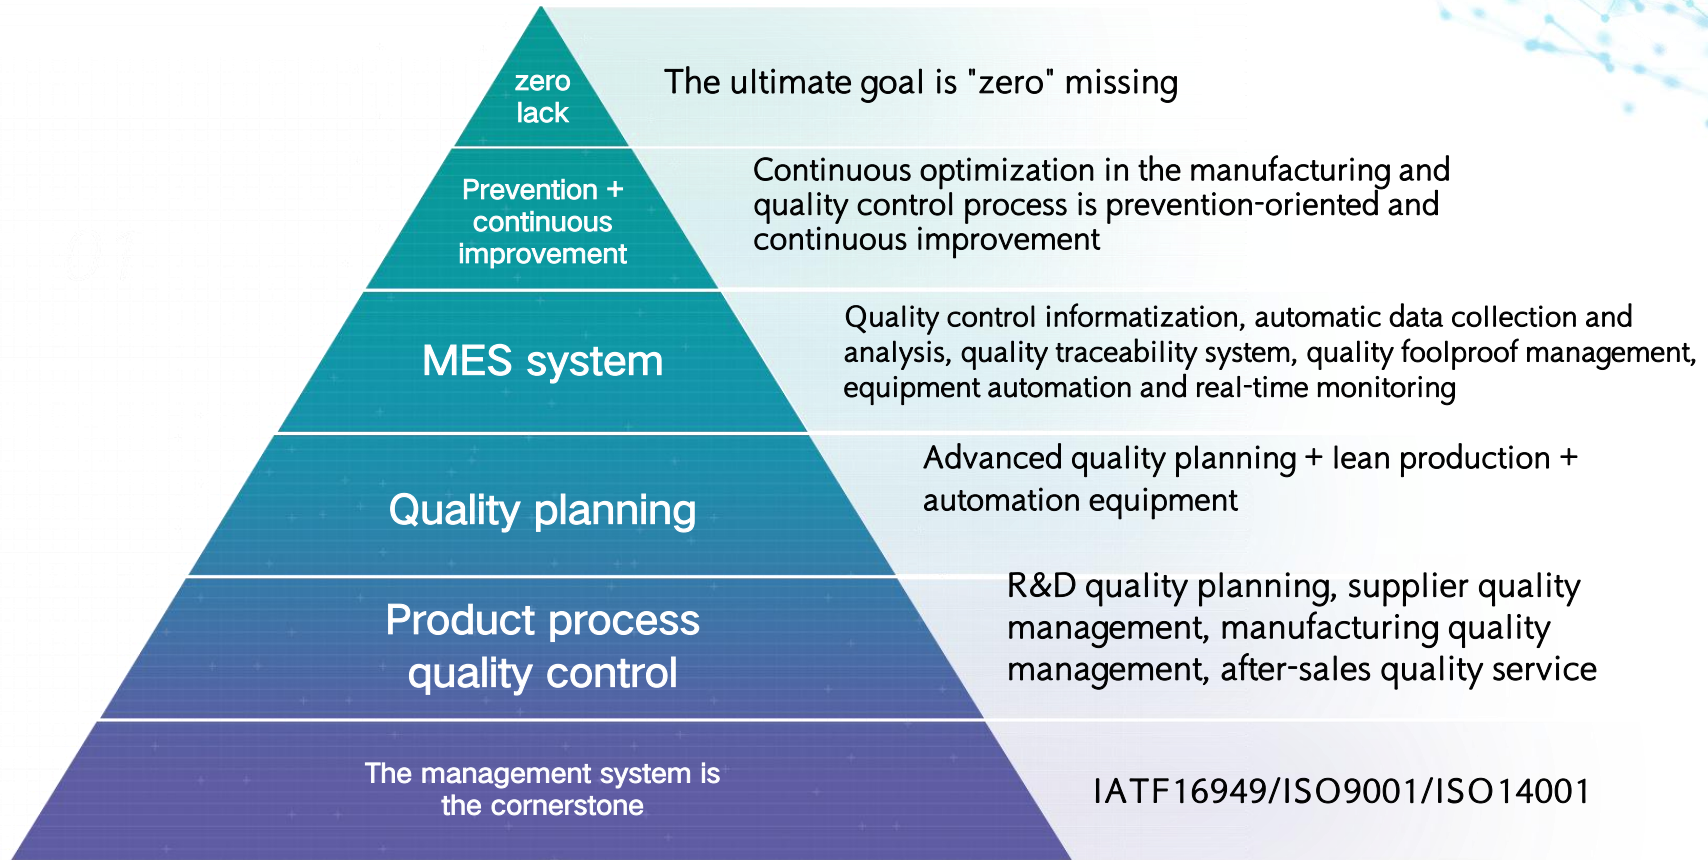 zero
lack
The ultimate goal is "zero" missing
Prevention +
continuous
improvement
Continuous optimization in the manufacturing and
quality control process is prevention-oriented and
continuous improvement
MES system
Quality control informatization, automatic data collection and
analysis, quality traceability system, quality foolproof management,
equipment automation and real-time monitoring
Quality planning
Advanced quality planning + lean production +
automation equipment
Product process
quality control
R&D quality planning, supplier quality
management, manufacturing quality
management, after-sales quality service
The management system is
the cornerstone
IATF16949/ISO9001/ISO14001